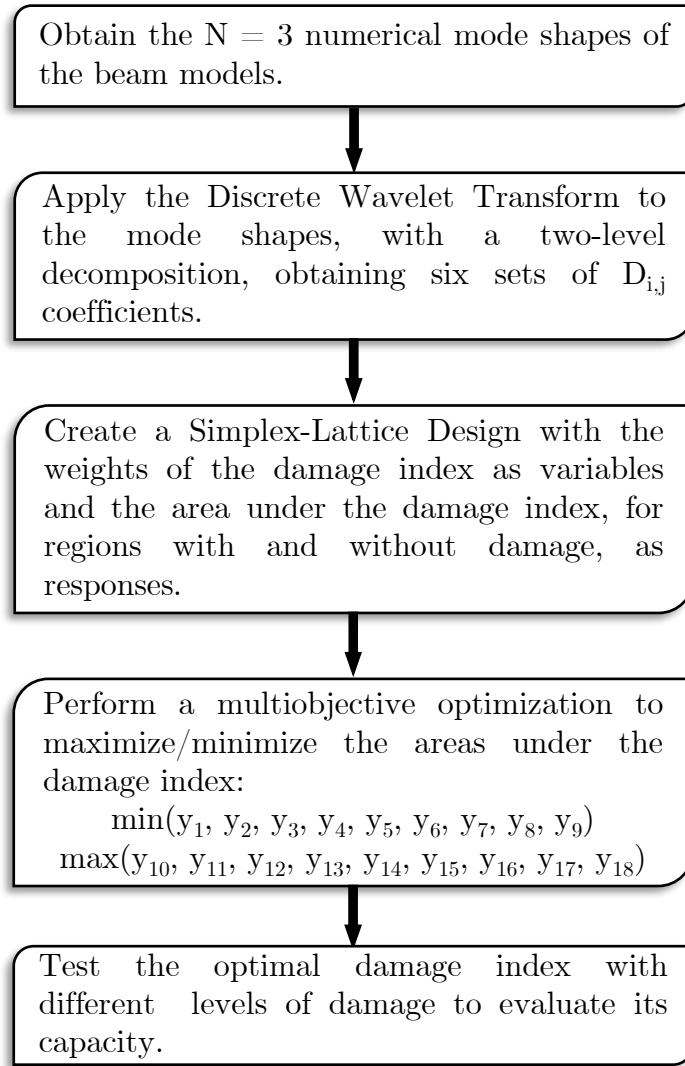 Obtain the N = 3 numerical mode shapes of
the beam models.
Apply the Discrete Wavelet Transform to
the mode shapes, with a two-level
decomposition, obtaining six sets of D_{i,j}
coefficients.
Create a Simplex-Lattice Design with the
weights of the damage index as variables
and the area under the damage index, for
regions with and without damage, as
responses.
Perform a multiobjective optimization to
maximize/minimize the areas under the
damage index:
min(y₁, y₂, y₃, y₄, y₅, y₆, y₇, y₈, y₉)
max(y₁₀, y₁₁, y₁₂, y₁₃, y₁₄, y₁₅, y₁₆, y₁₇, y₁₈)
Test the optimal damage index with
different levels of damage to evaluate its
capacity.